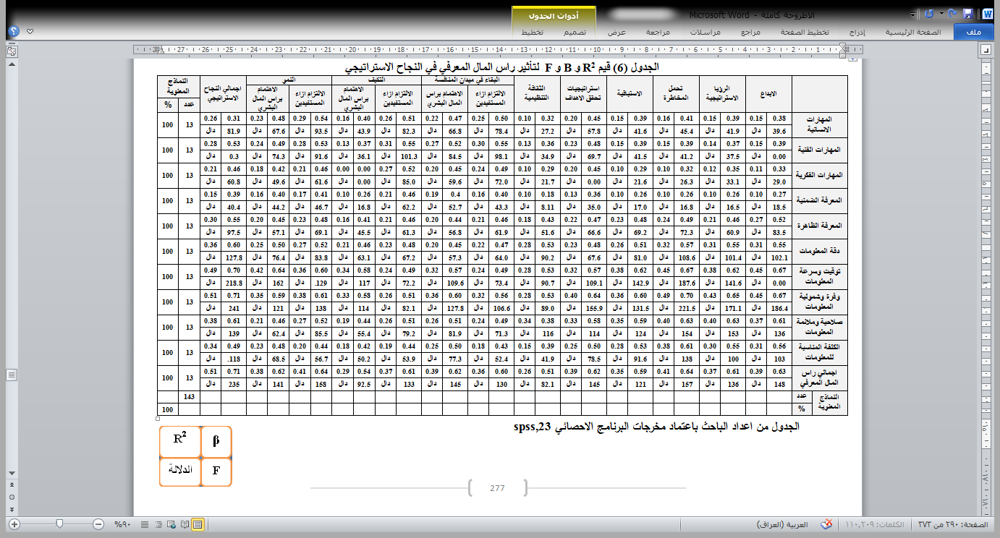 الاطروحة كاملة - Microsoft Word
أدوات الجدول
ملف الصفحة الرئيسية إدراج تخطيط الصفحة مراجع مراسلات مراجعة عرض تصميم تخطيط
1 2 3 4 5 6 7 8 9 10 11 12 13 14 15 16 17 18 19 20 21 22 23 24 25 26 27
الجدول (6) قيم R² و B و F لتأثير راس المال المعرفي في النجاح الاستراتيجي
البقاء في ميدان المنافسة التكيف النمو
الابداع الرؤيا الاستراتيجية تحمل المخاطرة الاستباقية استراتيجيات تحقق الاهداف الثقافة التنظيمية الالتزام ازاء المستفيدين الاهتمام براس المال البشري الالتزام ازاء المستفيدين الاهتمام براس المال البشري الالتزام ازاء المستفيدين الاهتمام براس المال البشري اجمالي النجاح الاستراتيجي النماذج المعنوية
عدد %
المهارات الانسانية 0.38 0.15 0.39 0.15 0.41 0.16 0.39 0.15 0.45 0.20 0.32 0.10 0.50 0.25 0.47 0.22 0.51 0.26 0.40 0.16 0.54 0.29 0.48 0.23 0.31 0.26 13 100
39.6 دال 41.9 دال 45.4 دال 41.6 دال 57.8 دال 27.2 دال 78.4 دال 66.8 دال 82.3 دال 43.9 دال 93.5 دال 67.6 دال 81.9 دال
المهارات الفنية 0.39 0.15 0.37 0.14 0.39 0.15 0.39 0.15 0.48 0.23 0.36 0.13 0.55 0.30 0.52 0.27 0.55 0.31 0.37 0.13 0.53 0.28 0.49 0.24 0.53 0.28 13 100
0.00 دال 37.5 دال 41.2 دال 41.5 دال 69.7 دال 34.9 دال 98.1 دال 84.5 دال 101.3 دال 36.1 دال 91.6 دال 74.3 دال 0.3 دال
المهارات الفكرية 0.33 0.11 0.35 0.12 0.32 0.10 0.29 0.10 0.45 0.20 0.29 0.10 0.49 0.24 0.45 0.20 0.52 0.27 0.00 0.00 0.46 0.21 0.42 0.18 0.46 0.21 13 100
29.0 دال 33.1 دال 26.3 دال 21.6 دال 0.00 دال 21.7 دال 72.0 دال 59.6 دال 85.0 دال 0.00 دال 61.6 دال 49.6 دال 60.8 دال
المعرفة الضمنية 0.27 0.10 0.26 0.10 0.26 0.10 0.26 0.10 0.36 0.13 0.18 0.10 0.40 0.16 0.4 0.19 0.46 0.21 0.26 0.10 0.41 0.17 0.40 0.16 0.39 0.15 13 100
18.5 دال 16.5 دال 16.8 دال 17.0 دال 35.0 دال 8.11 دال 43.3 دال 52.7 دال 62.2 دال 16.8 دال 46.7 دال 44.2 دال 40.4 دال
المعرفة الظاهرة 0.52 0.27 0.46 0.21 0.49 0.24 0.48 0.23 0.47 0.22 0.43 0.18 0.46 0.21 0.44 0.20 0.46 0.21 0.41 0.16 0.48 0.23 0.45 0.20 0.55 0.30 13 100
83.5 دال 60.9 دال 72.3 دال 69.2 دال 66.6 دال 51.6 دال 61.9 دال 56.8 دال 61.3 دال 45.5 دال 69.1 دال 57.1 دال 97.5 دال
دقة المعلومات 0.55 0.31 0.55 0.31 0.57 0.32 0.51 0.26 0.48 0.23 0.53 0.28 0.47 0.22 0.45 0.20 0.48 0.23 0.46 0.21 0.52 0.27 0.50 0.25 0.60 0.36 13 100
102.1 دال 101.4 دال 108.6 دال 81.0 دال 67.6 دال 90.2 دال 64.0 دال 57.3 دال 67.2 دال 63.1 دال 83.8 دال 76.4 دال 127.8 دال
توقيت وسرعة المعلومات 0.67 0.45 0.62 0.38 0.67 0.45 0.62 0.38 0.57 0.32 0.53 0.28 0.49 0.24 0.57 0.32 0.49 0.24 0.58 0.34 0.60 0.36 0.64 0.42 0.70 0.49 13 100
0.00 دال 141.6 دال 187.6 دال 142.9 دال 109.1 دال 90.7 دال 73.4 دال 109.6 دال 72.2 دال 117 دال 129. دال 162 دال 218.8 دال
وفرة وشمولية المعلومات 0.67 0.45 0.65 0.43 0.70 0.49 0.60 0.36 0.64 0.40 0.53 0.28 0.56 0.32 0.60 0.36 0.51 0.26 0.58 0.33 0.61 0.38 0.59 0.35 0.71 0.51 13 100
186.4 دال 171.1 دال 221.5 دال 131.5 دال 155.9 دال 89.0 دال 106.6 دال 127.8 دال 82.1 دال 114 دال 138 دال 121 دال 241 دال
صلاحية وملائمة المعلومات 0.61 0.37 0.63 0.40 0.63 0.40 0.59 0.35 0.58 0.33 0.38 0.34 0.49 0.24 0.51 0.26 0.51 0.26 0.44 0.19 0.52 0.27 0.46 0.21 0.61 0.38 13 100
136 دال 153 دال 154 دال 124 دال 114 دال 116 دال 71.3 دال 81.9 دال 79.2 دال 55.4 دال 85.5 دال 62.4 دال 139 دال
الكلفة المناسبة للمعلومات 0.56 0.31 0.55 0.30 0.61 0.38 0.53 0.28 0.50 0.25 0.39 0.15 0.43 0.18 0.50 0.25 0.44 0.19 0.42 0.18 0.44 0.20 0.48 0.23 0.49 0.34 13 100
103 دال 100 دال 138 دال 91.6 دال 78.5 دال 41.9 دال 52.4 دال 77.3 دال 53.9 دال 50.2 دال 56.7 دال 68.5 دال 118. دال
اجمالي راس المال المعرفي 0.63 0.39 0.61 0.37 0.64 0.41 0.59 0.35 0.62 0.39 0.51 0.26 0.60 0.36 0.62 0.39 0.61 0.37 0.54 0.29 0.64 0.41 0.62 0.38 0.71 0.51 13 100
148 دال 136 دال 157 دال 121 دال 145 دال 82.1 دال 130 دال 145 دال 133 دال 92.5 دال 158 دال 141 دال 235 دال
النماذج المعنوية عدد 143
% 100
الجدول من اعداد الباحث باعتماد مخرجات البرنامج الاحصائي spss,23
β R²
F الدلالة
277
الصفحة: ٢٩٠ من ٣٧٣ الكلمات: ١١٠,٢٠٩ العربية (العراق) ٩٠%